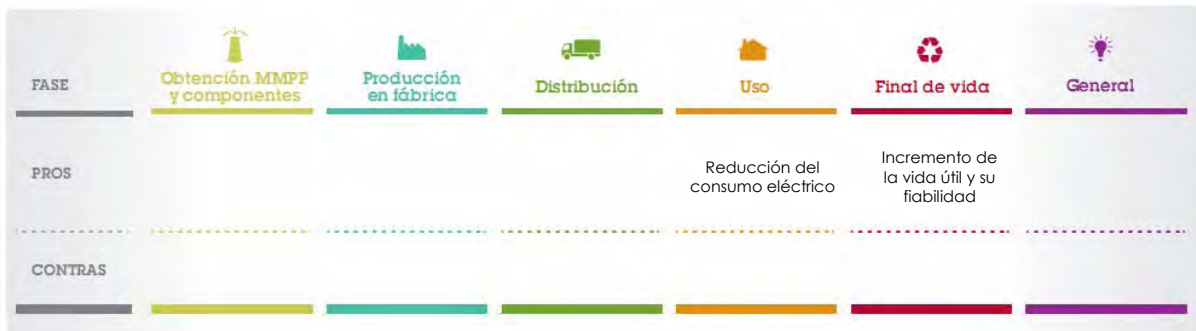 FASE
Obtención MMPP
y componentes
Producción
en fábrica
Distribución
Uso
Final de vida
General
PROS
Reducción del
consumo eléctrico
Incremento de
la vida útil y su
fiabilidad
CONTRAS